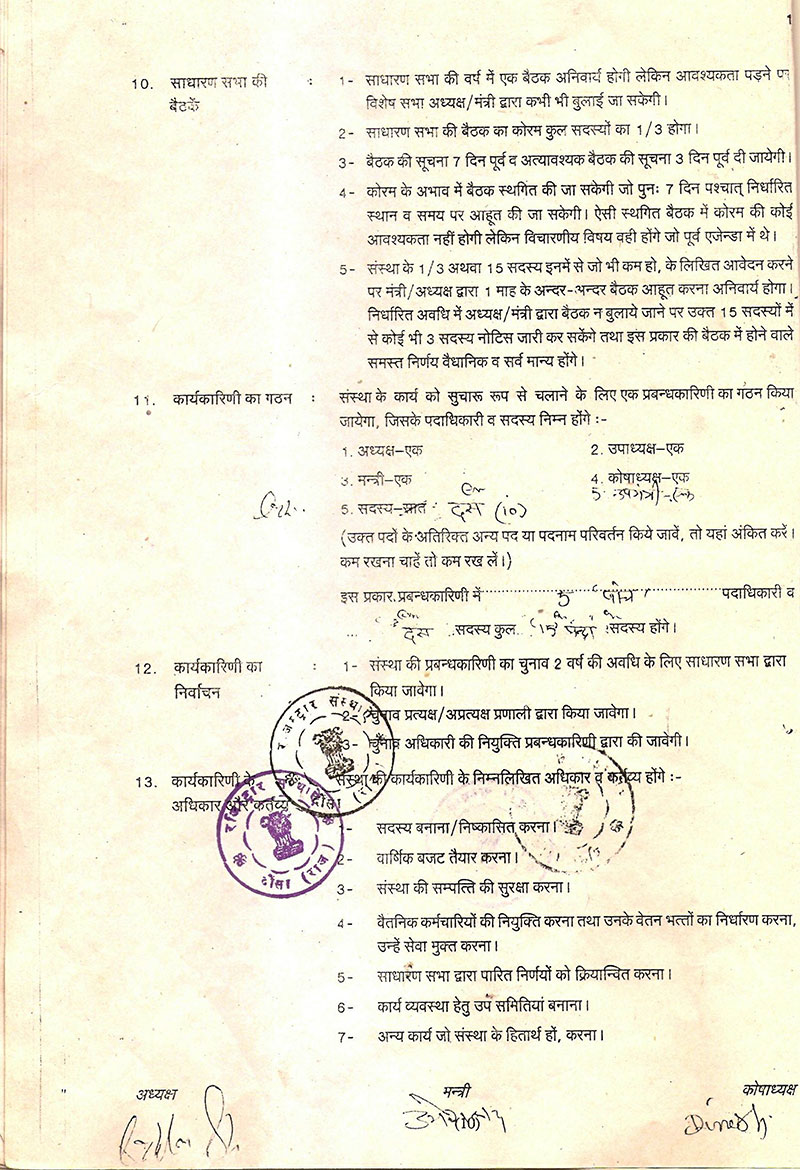 1
10. साधारण सभा की : 1- साधारण सभा की वर्ष में एक बैठक अनिवार्य होगी लेकिन आवश्यकता पड़ने पर
बैठकें विशेष सभा अध्यक्ष/मंत्री द्वारा कभी भी बुलाई जा सकेगी।
2- साधारण सभा की बैठक का कोरम कुल सदस्यों का 1/3 होगा।
3- बैठक की सूचना 7 दिन पूर्व व अत्यावश्यक बैठक की सूचना 3 दिन पूर्व दी जायेगी।
4- कोरम के अभाव में बैठक स्थगित की जा सकेगी जो पुनः 7 दिन पश्चात् निर्धारित
स्थान व समय पर आहूत की जा सकेगी। ऐसी स्थगित बैठक में कोरम की कोई
आवश्यकता नहीं होगी लेकिन विचारणीय विषय वही होंगे जो पूर्व एजेन्डा में थे।
5- संस्था के 1/3 अथवा 15 सदस्य इनमें से जो भी कम हो, के लिखित आवेदन करने
पर मंत्री/अध्यक्ष द्वारा 1 माह के अन्दर-अन्दर बैठक आहूत करना अनिवार्य होगा।
निर्धारित अवधि में अध्यक्ष/मंत्री द्वारा बैठक न बुलाये जाने पर उक्त 15 सदस्यों में
से कोई भी 3 सदस्य नोटिस जारी कर सकेंगे तथा इस प्रकार की बैठक में होने वाले
समस्त निर्णय वैधानिक व सर्व मान्य होंगे।
11. कार्यकारिणी का गठन : संस्था के कार्य को सुचारू रूप से चलाने के लिए एक प्रबन्धकारिणी का गठन किया
जायेगा, जिसके पदाधिकारी व सदस्य निम्न होंगे :-
1. अध्यक्ष-एक 2. उपाध्यक्ष-एक
3. मन्त्री-एक 4. कोषाध्यक्ष-एक
5. उपमंत्री-एक
5. सदस्य-सात दस (10)
(उक्त पदों के अतिरिक्त अन्य पद या पदनाम परिवर्तन किये जावें, तो यहां अंकित करें।
कम रखना चाहें तो कम रख लें।)
इस प्रकार प्रबन्धकारिणी में 5 पदाधिकारी व
दस सदस्य कुल 15 सदस्य होंगे।
12. कार्यकारिणी का : 1- संस्था की प्रबन्धकारिणी का चुनाव 2 वर्ष की अवधि के लिए साधारण सभा द्वारा
निर्वाचन किया जावेगा।
2- चुनाव प्रत्यक्ष/अप्रत्यक्ष प्रणाली द्वारा किया जावेगा।
3- चुनाव अधिकारी की नियुक्ति प्रबन्धकारिणी द्वारा की जावेगी।
13. कार्यकारिणी के संस्था की कार्यकारिणी के निम्नलिखित अधिकार व कर्तव्य होंगे :-
अधिकार और कर्तव्य
1- सदस्य बनाना/निष्कासित करना।
2- वार्षिक बजट तैयार करना।
3- संस्था की सम्पत्ति की सुरक्षा करना।
4- वैतनिक कर्मचारियों की नियुक्ति करना तथा उनके वेतन भत्तों का निर्धारण करना,
उन्हें सेवा मुक्त करना।
5- साधारण सभा द्वारा पारित निर्णयों को क्रियान्वित करना।
6- कार्य व्यवस्था हेतु उप समितियां बनाना।
7- अन्य कार्य जो संस्था के हितार्थ हों, करना।
दौसा (राज)
अध्यक्ष मन्त्री कोषाध्यक्ष
Dinesh